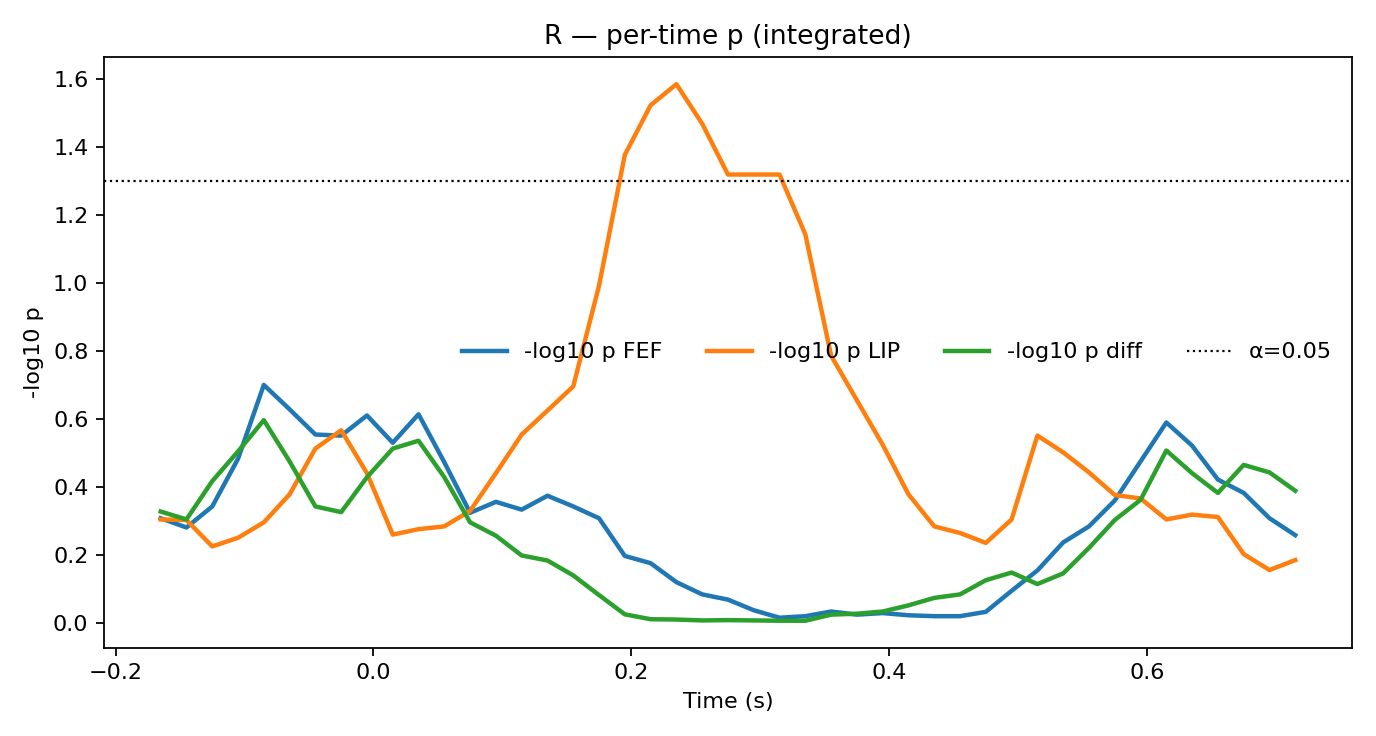 R — per-time p (integrated)
-log10 p
1.6
1.4
1.2
1.0
0.8
0.6
0.4
0.2
0.0
-log10 p FEF -log10 p LIP -log10 p diff α=0.05
−0.2 0.0 0.2 0.4 0.6
Time (s)